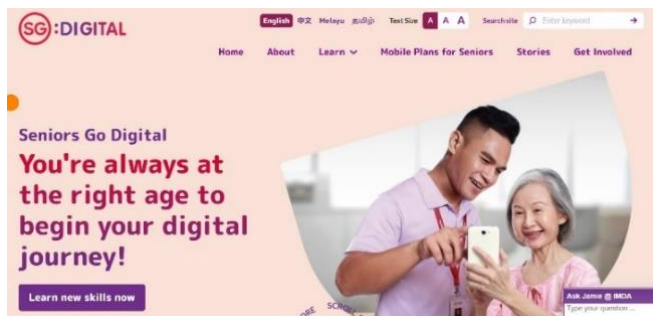 SG:DIGITAL
English 中文 Melayu தமிழ் Text Size A A A Search site Enter keyword
Home About Learn Mobile Plans for Seniors Stories Get Involved
Seniors Go Digital
You're always at
the right age to
begin your digital
journey!
Learn new skills now
SCROLL
Ask Jamie @ IMDA
Type your question ...